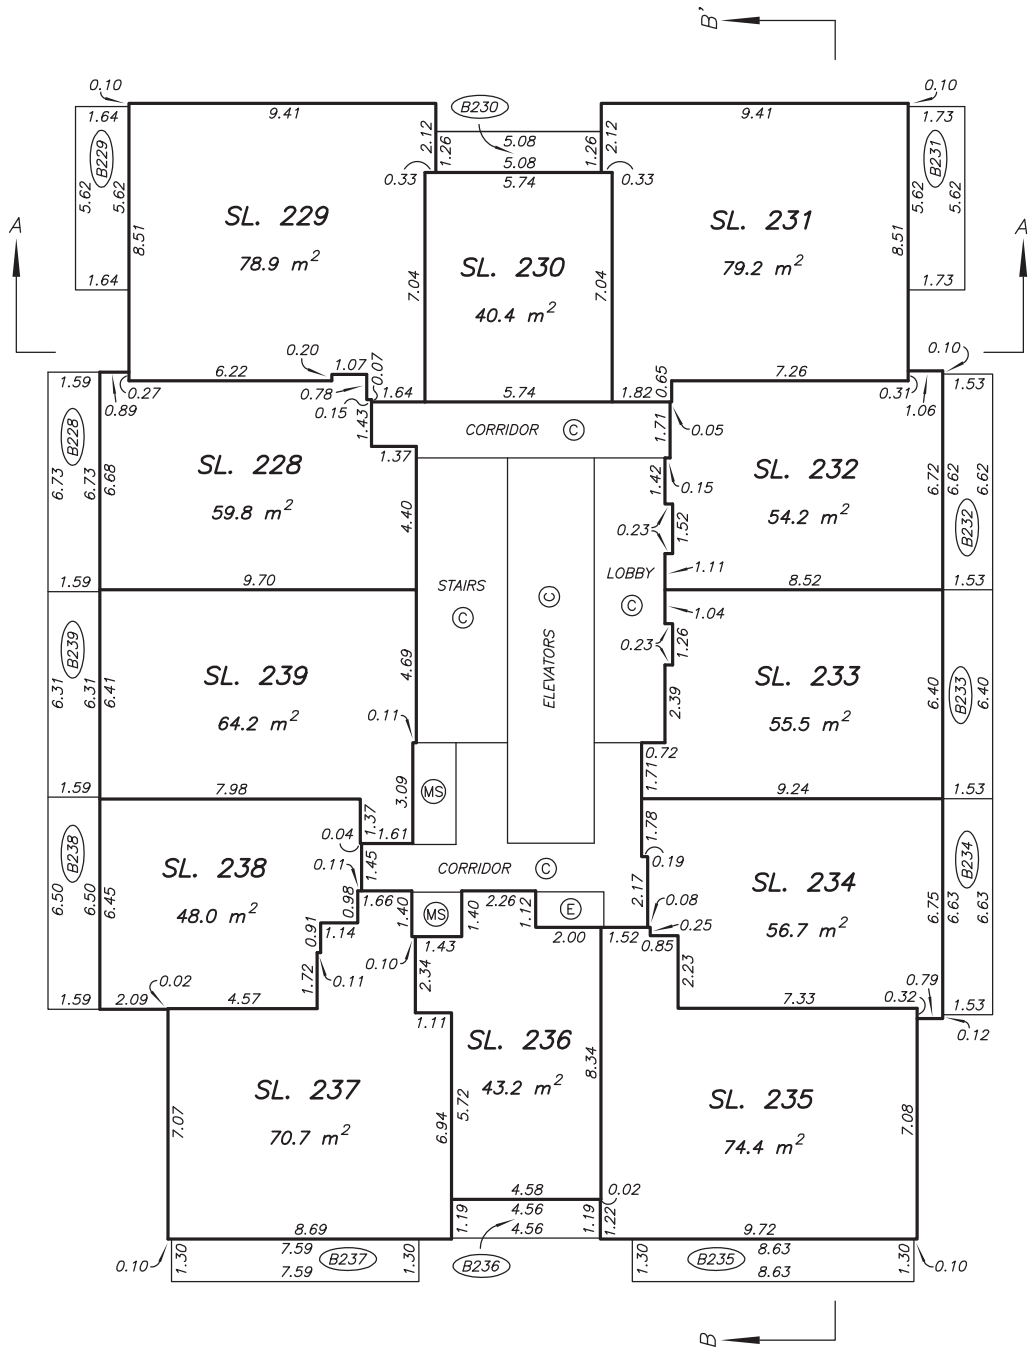 B'
0.10
9.41
B230
9.41
0.10
1.64
2.12
1.26
5.08
5.08
1.26
2.12
1.73
B229
5.62
5.62
0.33
5.74
0.33
B231
5.62
5.62
A
8.51
SL. 229
78.9 m²
SL. 230
40.4 m²
SL. 231
79.2 m²
8.51
A
7.04
7.04
1.64
1.73
0.20
1.07
0.07
0.10
1.59
0.27
6.22
0.78
1.64
5.74
1.82
0.65
7.26
0.31
1.53
0.89
0.15
1.43
CORRIDOR C
1.71
0.05
1.06
B228
6.73
6.73
6.68
SL. 228
59.8 m²
1.37
4.40
1.42
0.15
SL. 232
54.2 m²
6.72
6.62
6.62
B232
0.23
1.52
STAIRS
C
LOBBY
C
C
1.11
1.59
9.70
8.52
1.53
1.04
B239
6.31
6.31
6.41
SL. 239
64.2 m²
4.69
ELEVATORS
0.23
1.26
SL. 233
55.5 m²
6.40
B233
6.40
2.39
0.11
0.72
1.71
1.59
7.98
3.09
MS
9.24
1.53
1.37
1.61
0.04
1.78
B238
6.50
6.50
6.45
SL. 238
48.0 m²
0.11
1.45
CORRIDOR C
0.19
SL. 234
56.7 m²
6.75
6.63
6.63
B234
0.98
1.66
1.40
MS
1.40
2.26
1.12
E
2.17
0.08
0.25
0.91
1.14
1.43
2.00
1.52
0.85
0.10
0.02
1.72
0.11
2.34
2.23
0.79
1.59
2.09
4.57
7.33
0.32
1.53
1.11
0.12
SL. 236
43.2 m²
8.34
SL. 237
70.7 m²
5.72
SL. 235
74.4 m²
7.07
6.94
7.08
4.58
0.02
1.19
4.56
4.56
1.19
1.22
8.69
9.72
0.10
1.30
7.59
7.59
B237
1.30
B236
1.30
B235
8.63
8.63
1.30
0.10
B